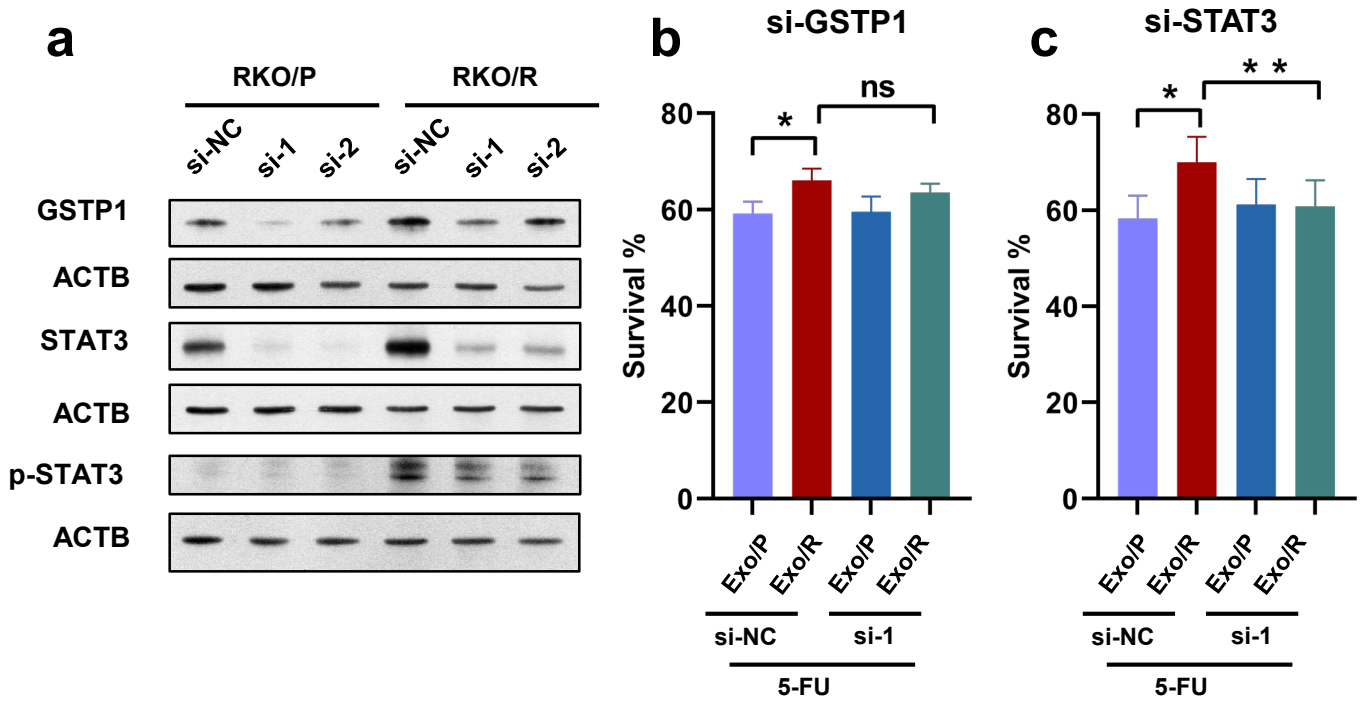 a
RKO/P RKO/R
si-NC si-1 si-2 si-NC si-1 si-2
GSTP1
ACTB
STAT3
ACTB
p-STAT3
ACTB
b
si-GSTP1
* ns
Survival %
80
60
40
20
0
Exo/P Exo/R Exo/P Exo/R
si-NC si-1
5-FU
c
si-STAT3
* * *
Survival %
80
60
40
20
0
Exo/P Exo/R Exo/P Exo/R
si-NC si-1
5-FU